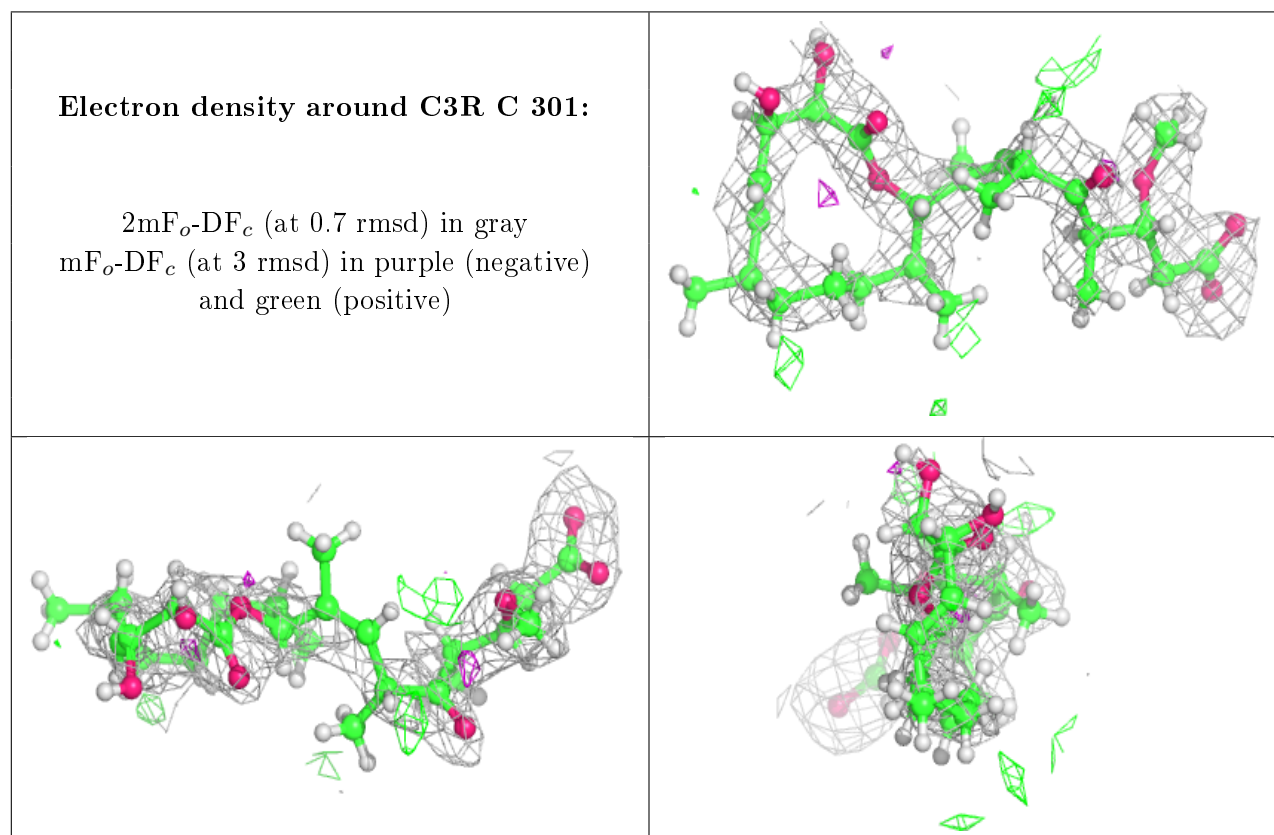 Electron density around C3R C 301:
2mFₒ-DF𝑐 (at 0.7 rmsd) in gray
mFₒ-DF𝑐 (at 3 rmsd) in purple (negative)
and green (positive)